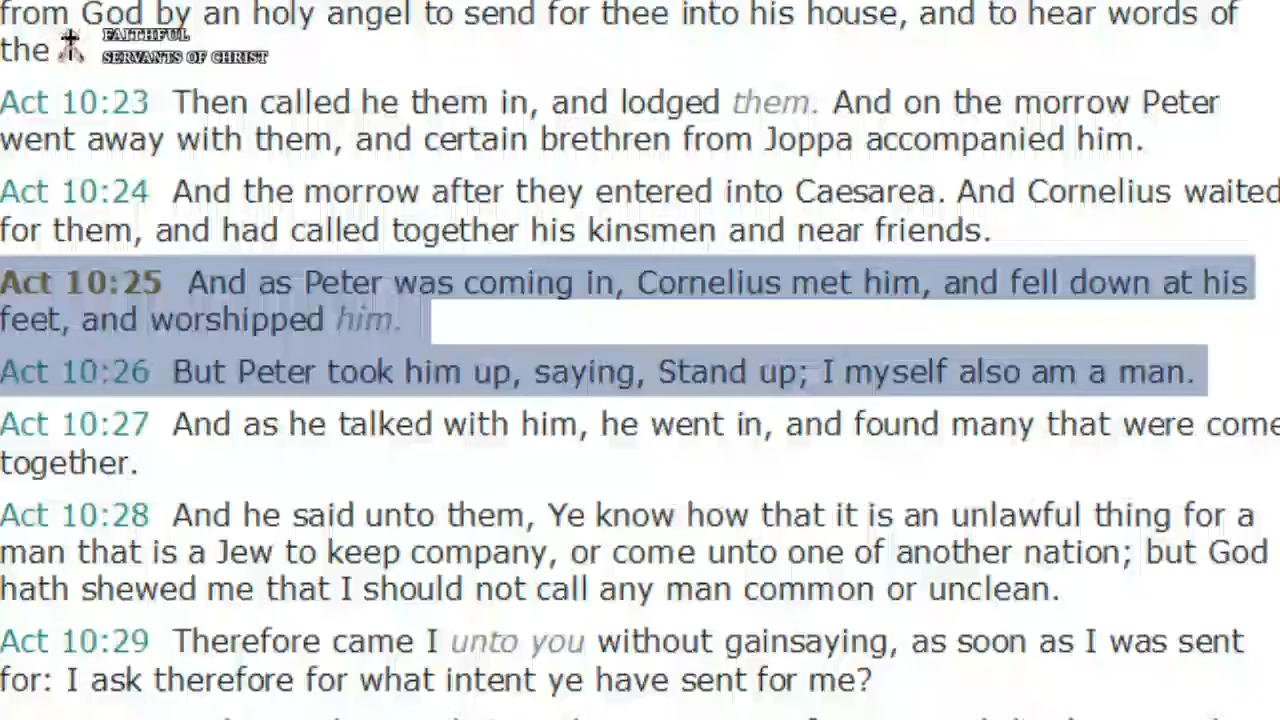 from God by an holy angel to send for thee into his house, and to hear words of
the
FAITHFUL
SERVANTS OF CHRIST
Act 10:23 Then called he them in, and lodged them. And on the morrow Peter
went away with them, and certain brethren from Joppa accompanied him.
Act 10:24 And the morrow after they entered into Caesarea. And Cornelius waited
for them, and had called together his kinsmen and near friends.
Act 10:25 And as Peter was coming in, Cornelius met him, and fell down at his
feet, and worshipped him.
Act 10:26 But Peter took him up, saying, Stand up; I myself also am a man.
Act 10:27 And as he talked with him, he went in, and found many that were come
together.
Act 10:28 And he said unto them, Ye know how that it is an unlawful thing for a
man that is a Jew to keep company, or come unto one of another nation; but God
hath shewed me that I should not call any man common or unclean.
Act 10:29 Therefore came I unto you without gainsaying, as soon as I was sent
for: I ask therefore for what intent ye have sent for me?